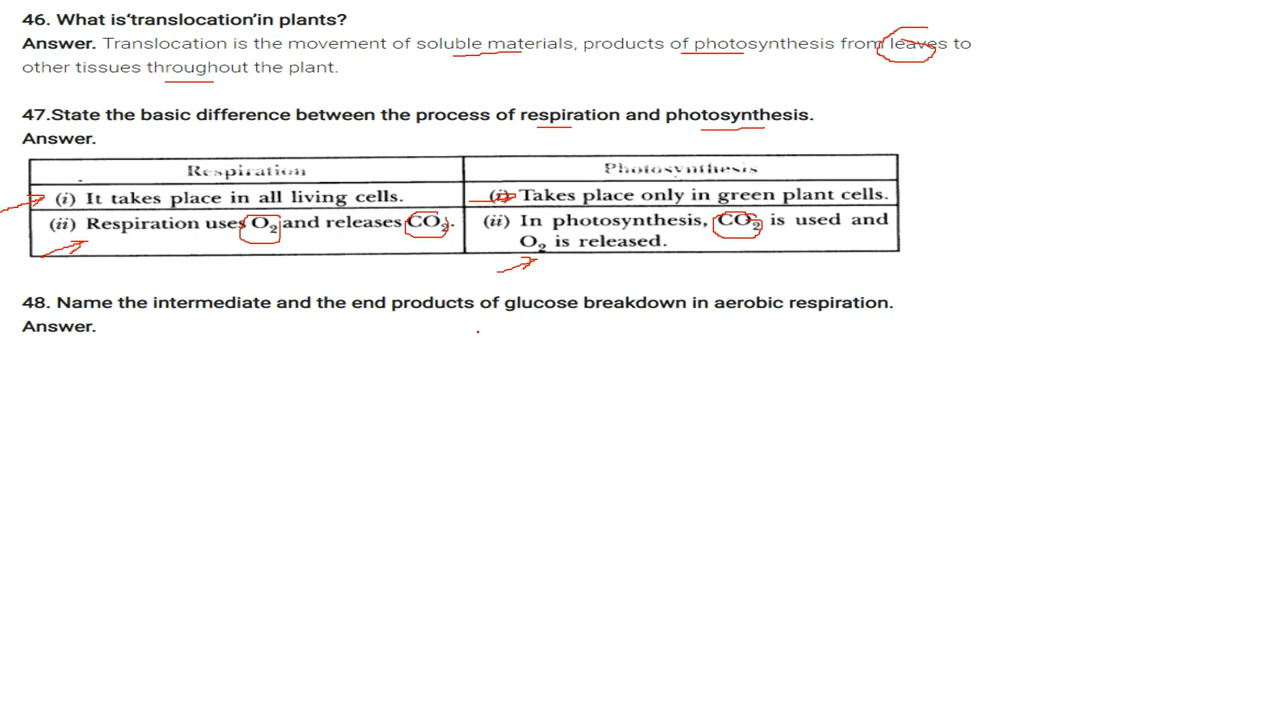 46. What is‘translocation’in plants?
Answer. Translocation is the movement of soluble materials, products of photosynthesis from leaves to
other tissues throughout the plant.
47.State the basic difference between the process of respiration and photosynthesis.
Answer.
Respiration
Photosynthesis
(i) It takes place in all living cells.
(i) Takes place only in green plant cells.
(ii) Respiration uses O₂ and releases CO₂.
(ii) In photosynthesis, CO₂ is used and
O₂ is released.
48. Name the intermediate and the end products of glucose breakdown in aerobic respiration.
Answer.